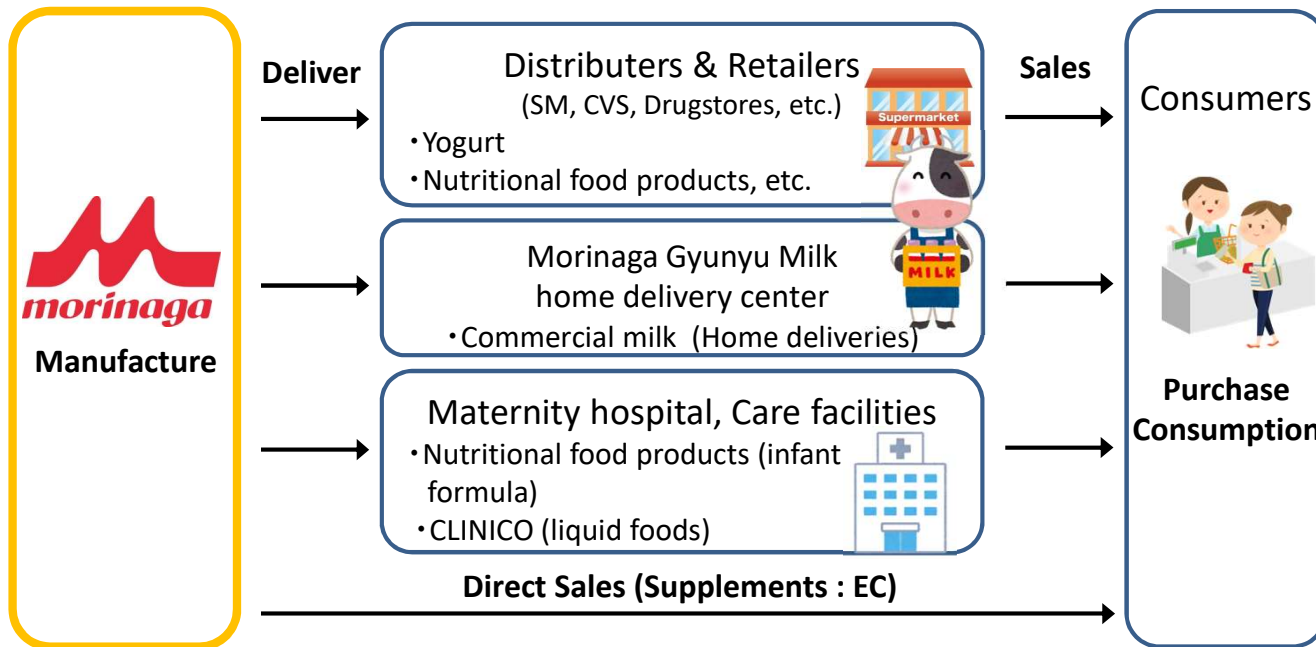 morinaga
Manufacture
Deliver
Distributers & Retailers
(SM, CVS, Drugstores, etc.)
・Yogurt
・Nutritional food products, etc.
Supermarket
Morinaga Gyunyu Milk
home delivery center
・Commercial milk (Home deliveries)
MILK
Maternity hospital, Care facilities
・Nutritional food products (infant
formula)
・CLINICO (liquid foods)
Direct Sales (Supplements : EC)
Sales
Consumers
Purchase
Consumption